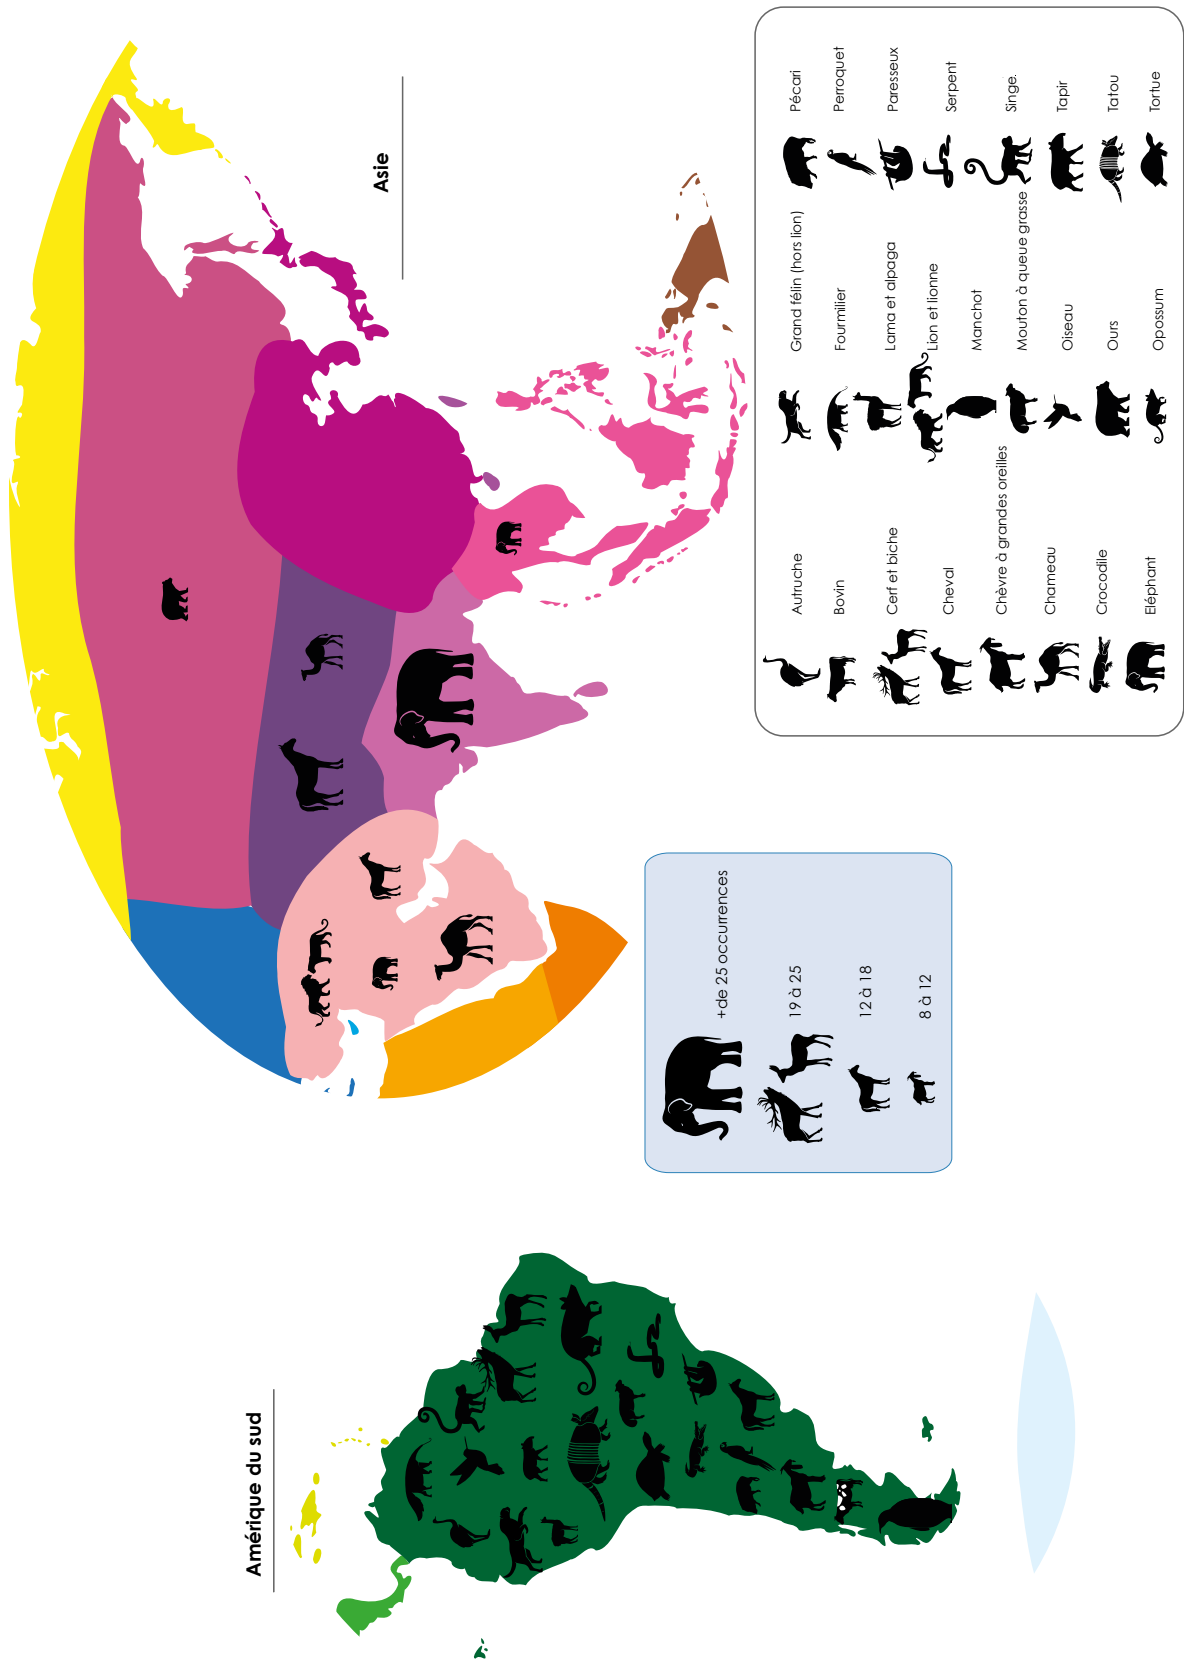 Asie
Amérique du sud
+de 25 occurrences
19 à 25
12 à 18
8 à 12
Autruche
Bovin
Cerf et biche
Cheval
Chèvre à grandes oreilles
Chameau
Crocodile
Eléphant
Grand félin (hors lion)
Fourmilier
Lama et alpaga
Lion et lionne
Manchot
Mouton à queue grasse
Oiseau
Ours
Opossum
Pécari
Perroquet
Paresseux
Serpent
Singe.
Tapir
Tatou
Tortue